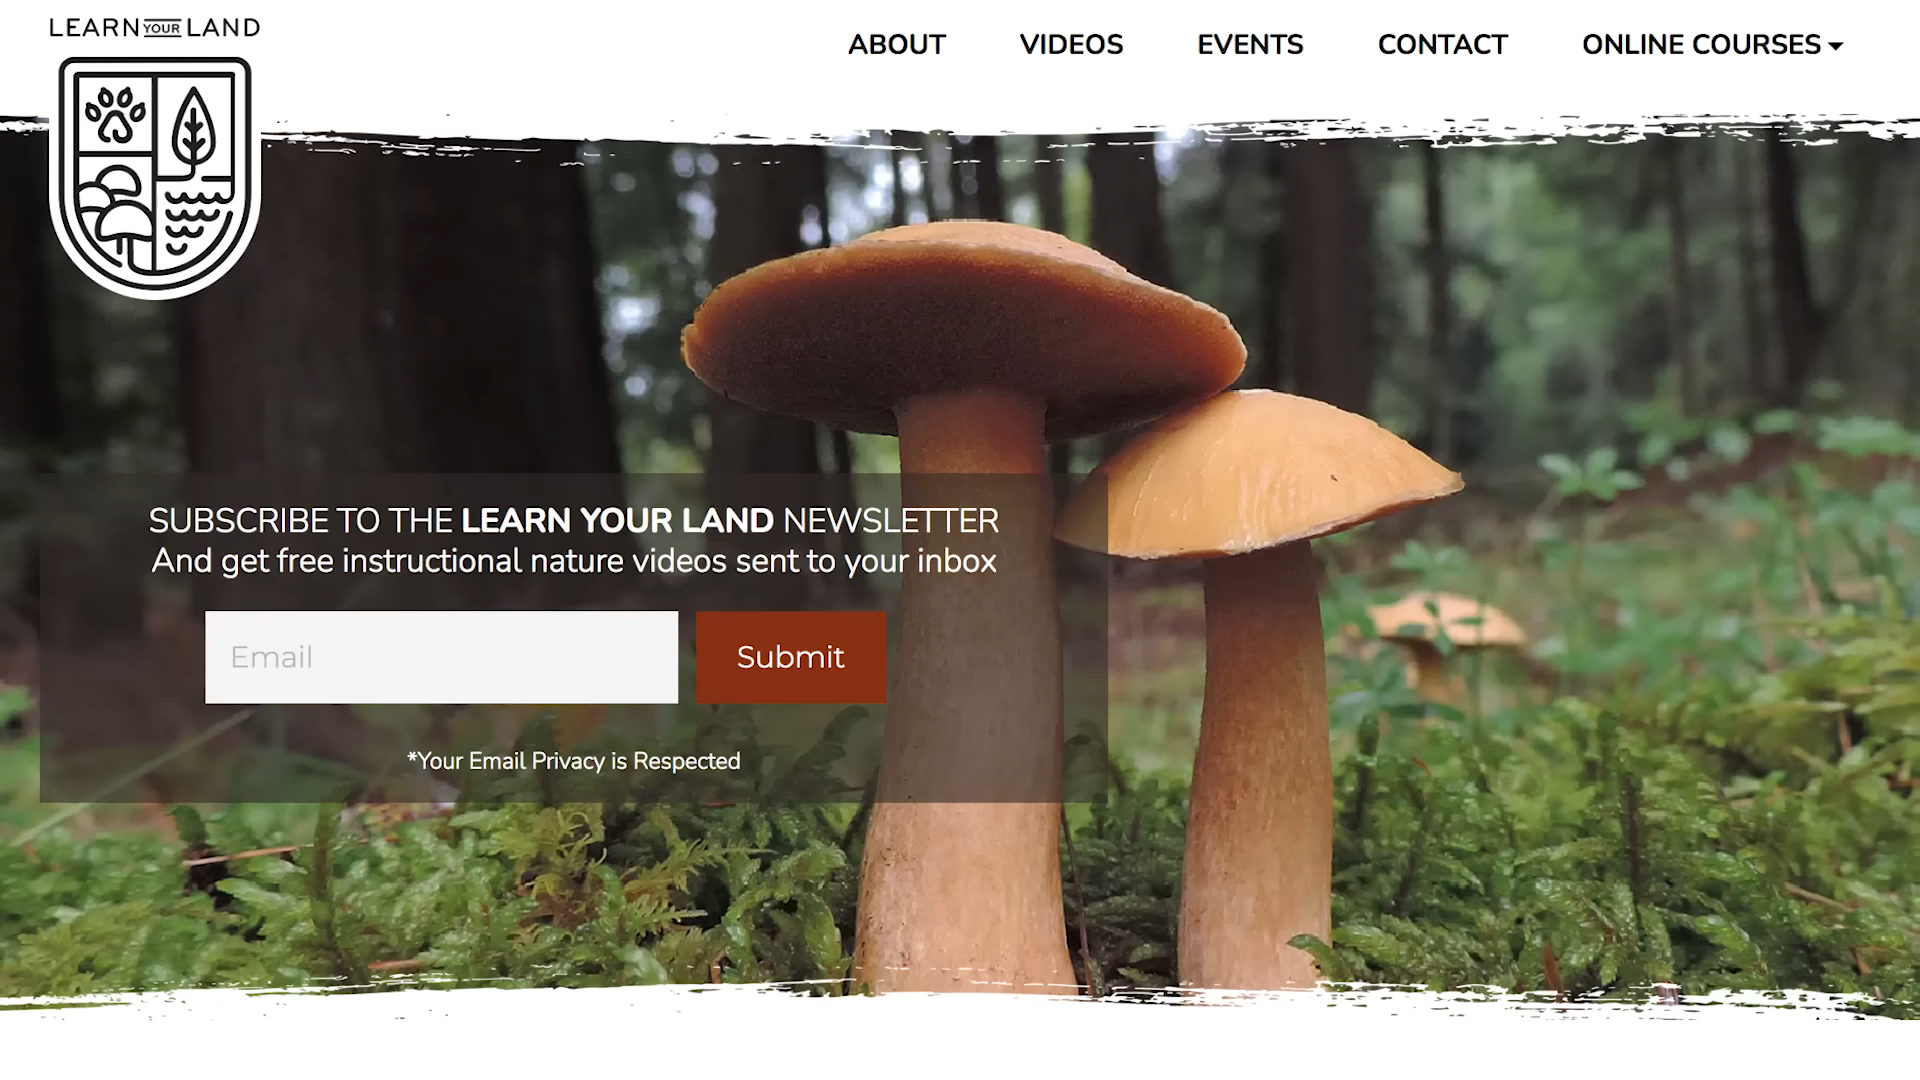 LEARN YOUR LAND
ABOUT
VIDEOS
EVENTS
CONTACT
ONLINE COURSES
SUBSCRIBE TO THE LEARN YOUR LAND NEWSLETTER
And get free instructional nature videos sent to your inbox
Email
Submit
*Your Email Privacy is Respected